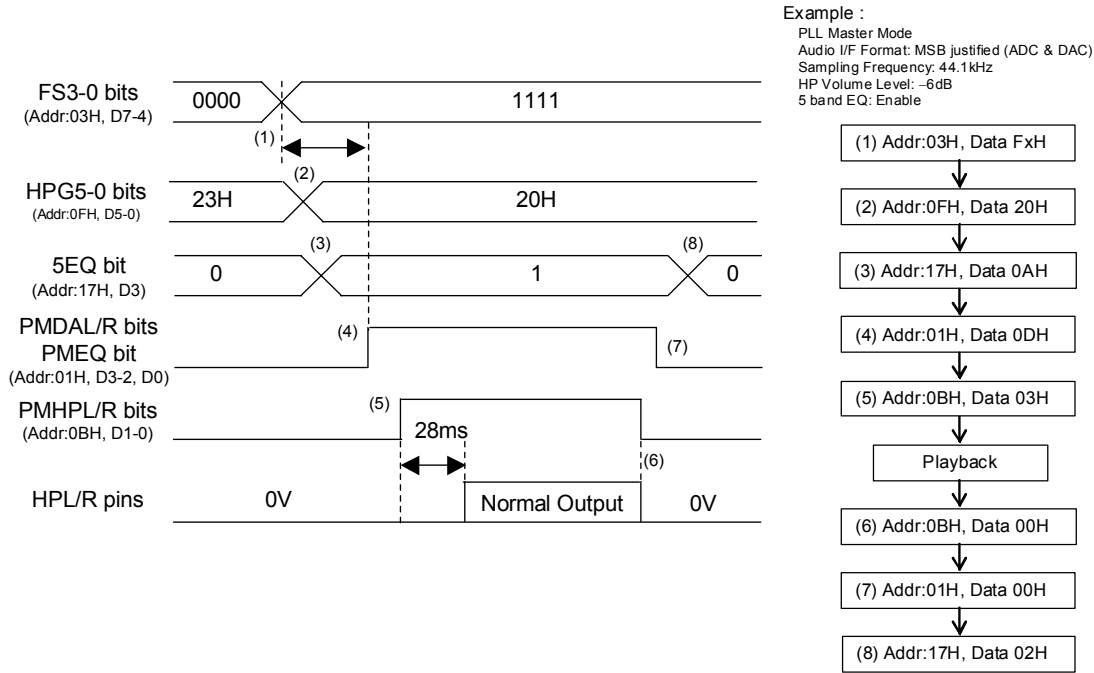 Example :
PLL Master Mode
Audio I/F Format: MSB justified (ADC & DAC)
Sampling Frequency: 44.1kHz
HP Volume Level: −6dB
5 band EQ: Enable
FS3-0 bits
(Addr:03H, D7-4)
0000
1111
(1)
HPG5-0 bits
(Addr:0FH, D5-0)
23H
(2)
20H
5EQ bit
(Addr:17H, D3)
0
(3)
1
(8)
0
PMDAL/R bits
PMEQ bit
(Addr:01H, D3-2, D0)
(4)
(7)
PMHPL/R bits
(Addr:0BH, D1-0)
(5)
28ms
(6)
HPL/R pins
0V
Normal Output
0V
(1) Addr:03H, Data FxH
(2) Addr:0FH, Data 20H
(3) Addr:17H, Data 0AH
(4) Addr:01H, Data 0DH
(5) Addr:0BH, Data 03H
Playback
(6) Addr:0BH, Data 00H
(7) Addr:01H, Data 00H
(8) Addr:17H, Data 02H